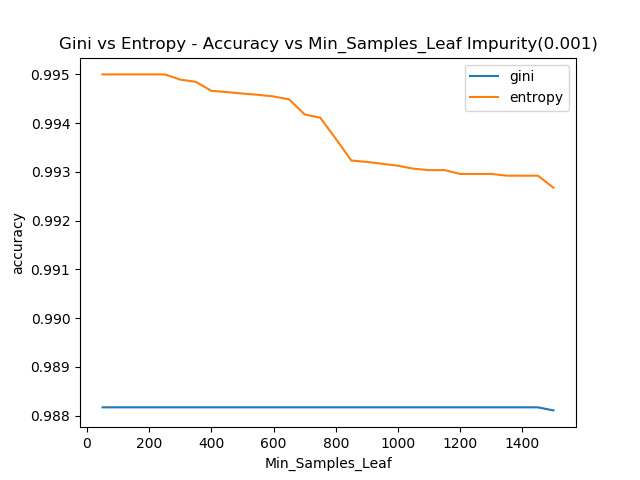 Gini vs Entropy - Accuracy vs Min_Samples_Leaf Impurity(0.001)
gini
entropy
accuracy
0.995
0.994
0.993
0.992
0.991
0.990
0.989
0.988
0 200 400 600 800 1000 1200 1400
Min_Samples_Leaf